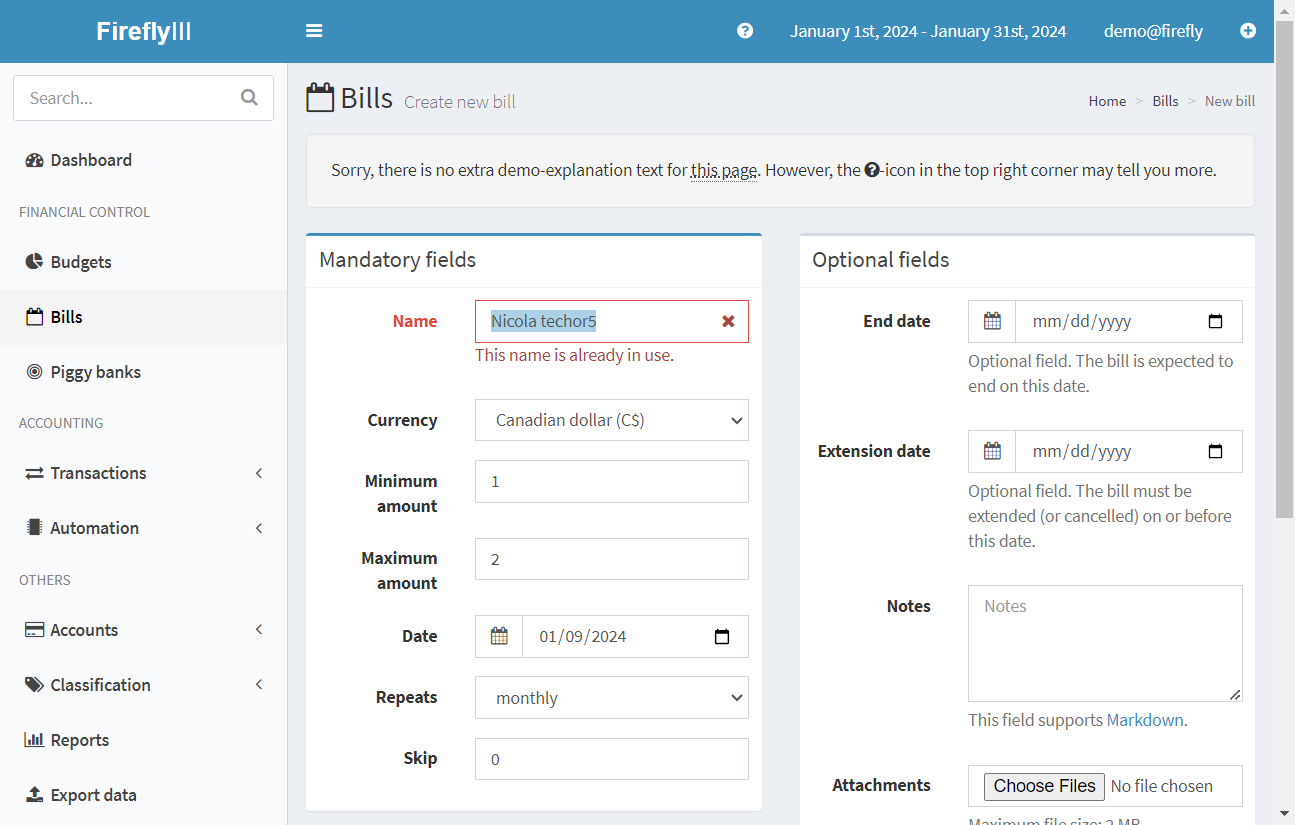 FireflyIII
January 1st, 2024 - January 31st, 2024
demo@firefly
Search...
Dashboard
FINANCIAL CONTROL
Budgets
Bills
Piggy banks
ACCOUNTING
Transactions
Automation
OTHERS
Accounts
Classification
Reports
Export data
Bills Create new bill
Home > Bills > New bill
Sorry, there is no extra demo-explanation text for this page. However, the ?-icon in the top right corner may tell you more.
Mandatory fields
Name
Nicola techor5
This name is already in use.
Currency
Canadian dollar (C$)
Minimum
amount
1
Maximum
amount
2
Date
01/09/2024
Repeats
monthly
Skip
0
Optional fields
End date
mm/dd/yyyy
Optional field. The bill is expected to
end on this date.
Extension date
mm/dd/yyyy
Optional field. The bill must be
extended (or cancelled) on or before
this date.
Notes
Notes
This field supports Markdown.
Attachments
Choose Files No file chosen
Maximum file size: 2 MB